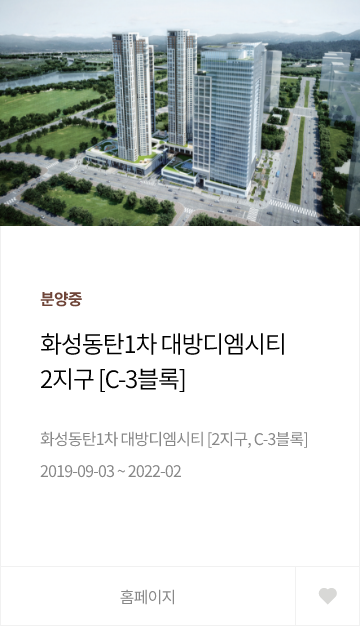 분양중
화성동탄1차 대방디엠시티
2지구 [C-3블록]
화성동탄1차 대방디엠시티 [2지구, C-3블록]
2019-09-03 ~ 2022-02
홈페이지